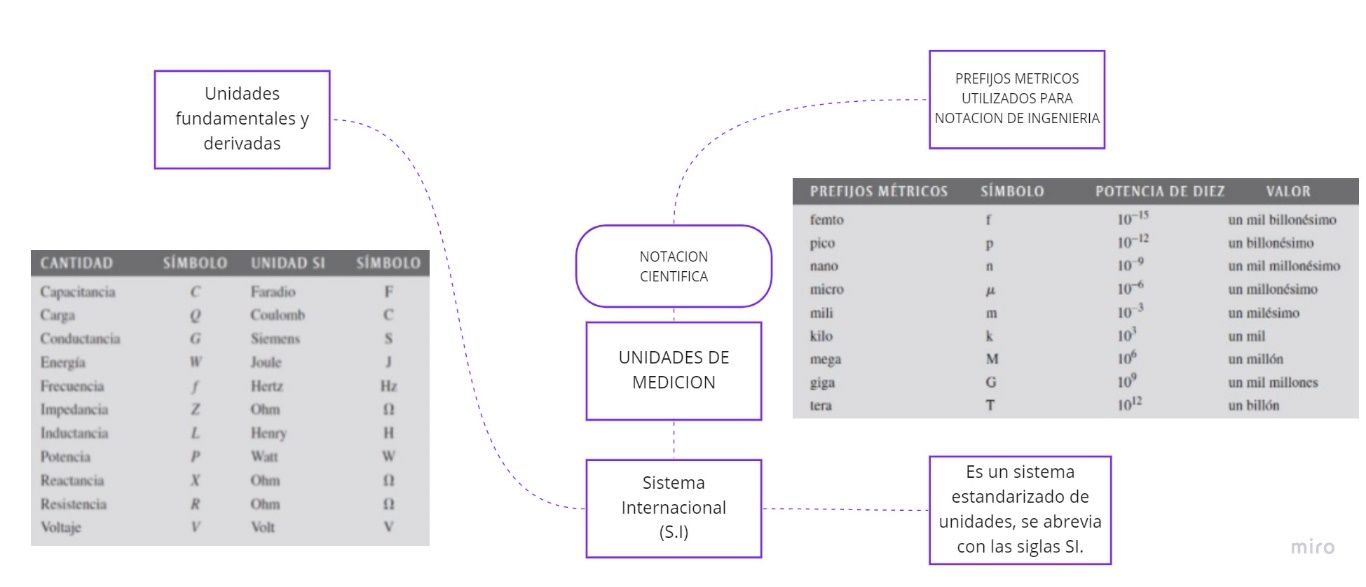 Unidades
fundamentales y
derivadas
PREFIJOS METRICOS
UTILIZADOS PARA
NOTACION DE INGENIERIA
NOTACION
CIENTIFICA
UNIDADES DE
MEDICION
Sistema
Internacional
(S.I)
Es un sistema
estandarizado de
unidades, se abrevia
con las siglas SI.
CANTIDAD SÍMBOLO UNIDAD SI SÍMBOLO
Capacitancia C Faradio F
Carga Q Coulomb C
Conductancia G Siemens S
Energía W Joule J
Frecuencia f Hertz Hz
Impedancia Z Ohm Ω
Inductancia L Henry H
Potencia P Watt W
Reactancia X Ohm Ω
Resistencia R Ohm Ω
Voltaje V Volt V
PREFIJOS MÉTRICOS SÍMBOLO POTENCIA DE DIEZ VALOR
femto f 10⁻¹⁵ un mil billonésimo
pico p 10⁻¹² un billonésimo
nano n 10⁻⁹ un mil millonésimo
micro μ 10⁻⁶ un millonésimo
mili m 10⁻³ un milésimo
kilo k 10³ un mil
mega M 10⁶ un millón
giga G 10⁹ un mil millones
tera T 10¹² un billón
miro